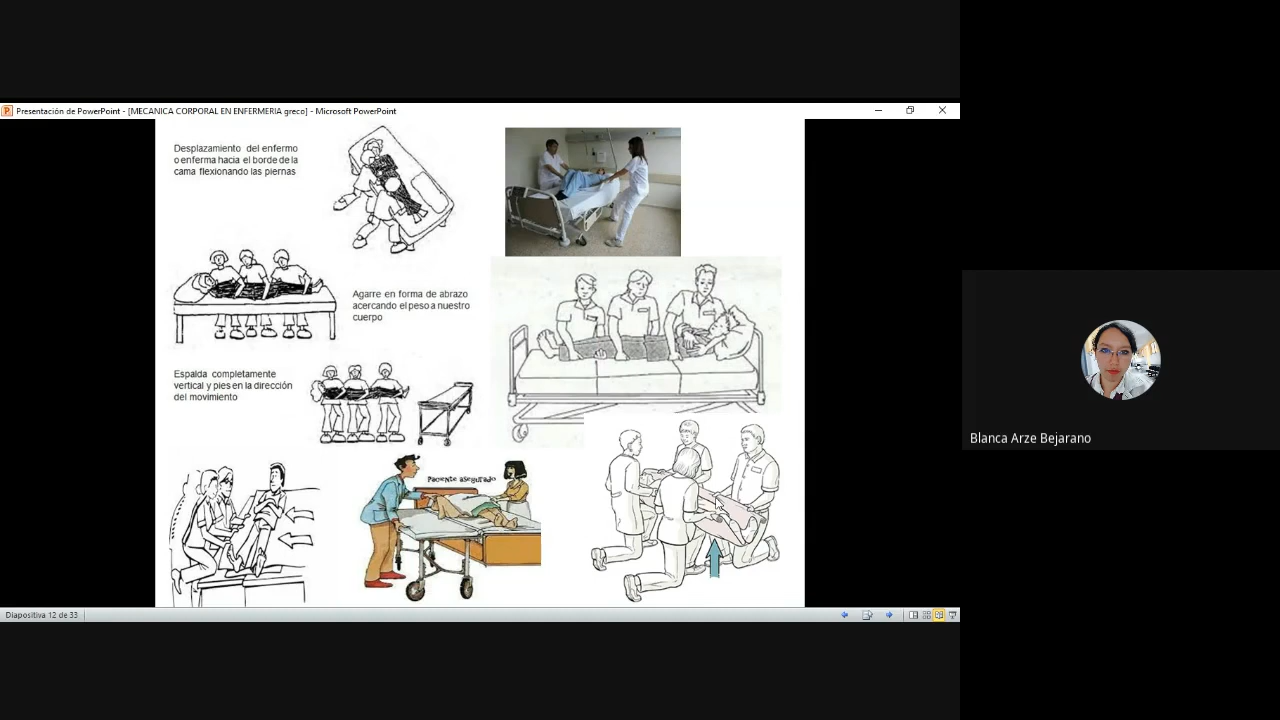 Presentación de PowerPoint - [MECANICA CORPORAL EN ENFERMERIA greco] - Microsoft PowerPoint
Desplazamiento del enfermo
o enferma hacia el borde de la
cama flexionando las piernas
Agarre en forma de abrazo
acercando el peso a nuestro
cuerpo
Espalda completamente
vertical y pies en la dirección
del movimiento
Paciente asegurado
Blanca Arze Bejarano
Diapositiva 12 de 33